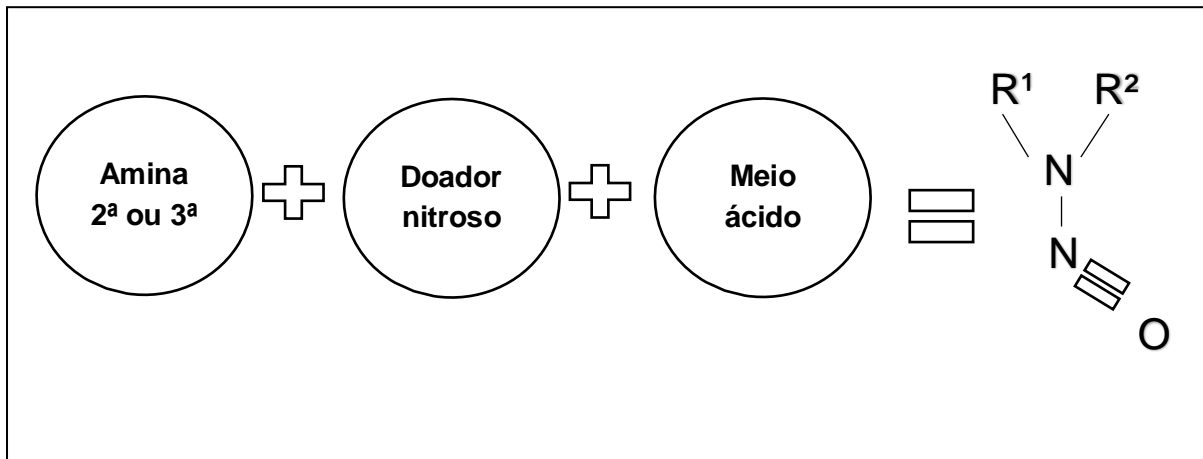 Amina
2ª ou 3ª
Doador
nitroso
Meio
ácido
R¹ R²
N
N
O